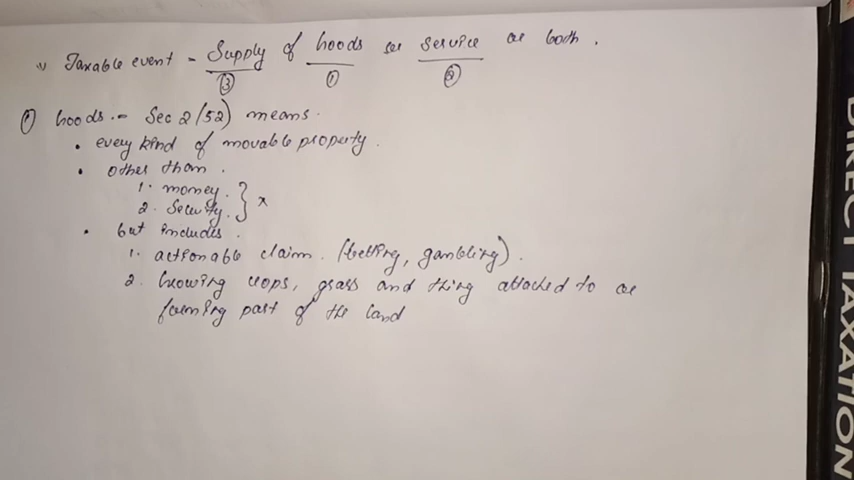 Taxable event - Supply of Goods or Service or both.
③ ① ②
① Goods - Sec 2(52) means.
• every kind of movable property.
• other than.
1. money.
2. Security. } x
• but includes.
1. actionable claim. (betting, gambling).
2. Growing crops, grass and thing attached to or
forming part of the land
DIRECT TAXATION